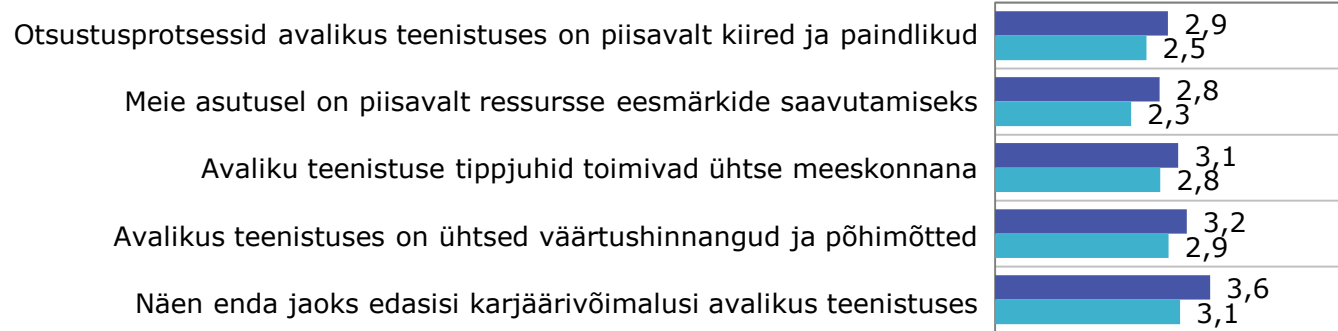 Otsustusprotsessid avalikus teenistuses on piisavalt kiired ja paindlikud
2,9
2,5
Meie asutusel on piisavalt ressursse eesmärkide saavutamiseks
2,8
2,3
Avaliku teenistuse tippjuhid toimivad ühtse meeskonnana
3,1
2,8
Avalikus teenistuses on ühtsed väärtushinnangud ja põhimõtted
3,2
2,9
Näen enda jaoks edasisi karjäärivõimalusi avalikus teenistuses
3,6
3,1